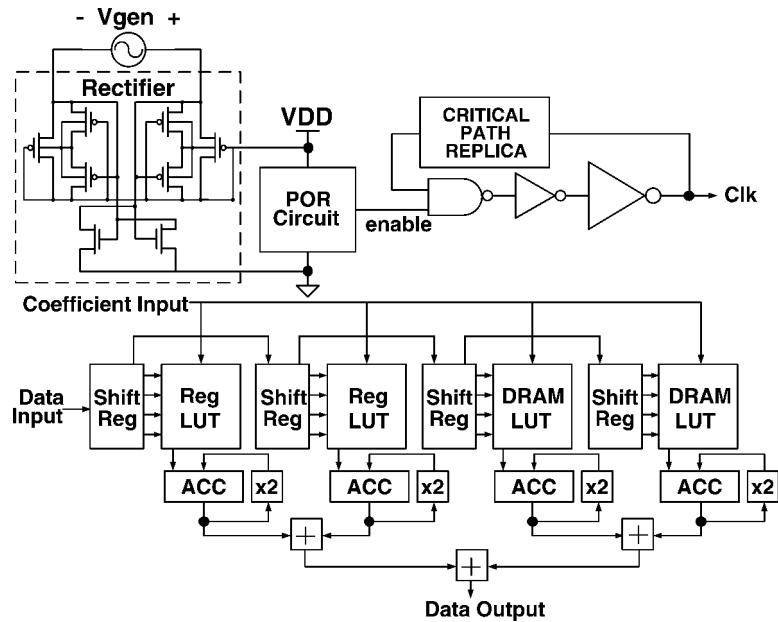 - Vgen +
Rectifier
VDD
POR
Circuit
enable
CRITICAL
PATH
REPLICA
Clk
Coefficient Input
Data
Input
Shift
Reg
Reg
LUT
Shift
Reg
Reg
LUT
Shift
Reg
DRAM
LUT
Shift
Reg
DRAM
LUT
ACC
x2
ACC
x2
ACC
x2
ACC
x2
+
+
+
Data Output